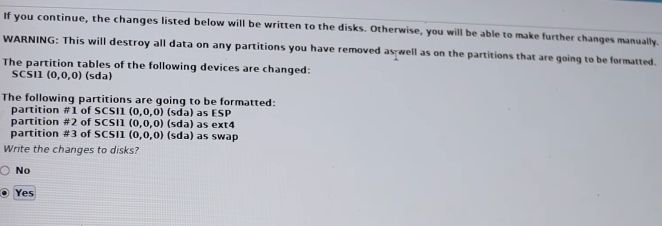 If you continue, the changes listed below will be written to the disks. Otherwise, you will be able to make further changes manually.
WARNING: This will destroy all data on any partitions you have removed as well as on the partitions that are going to be formatted.
The partition tables of the following devices are changed:
SCSI1 (0,0,0) (sda)
The following partitions are going to be formatted:
partition #1 of SCSI1 (0,0,0) (sda) as ESP
partition #2 of SCSI1 (0,0,0) (sda) as ext4
partition #3 of SCSI1 (0,0,0) (sda) as swap
Write the changes to disks?
No
Yes